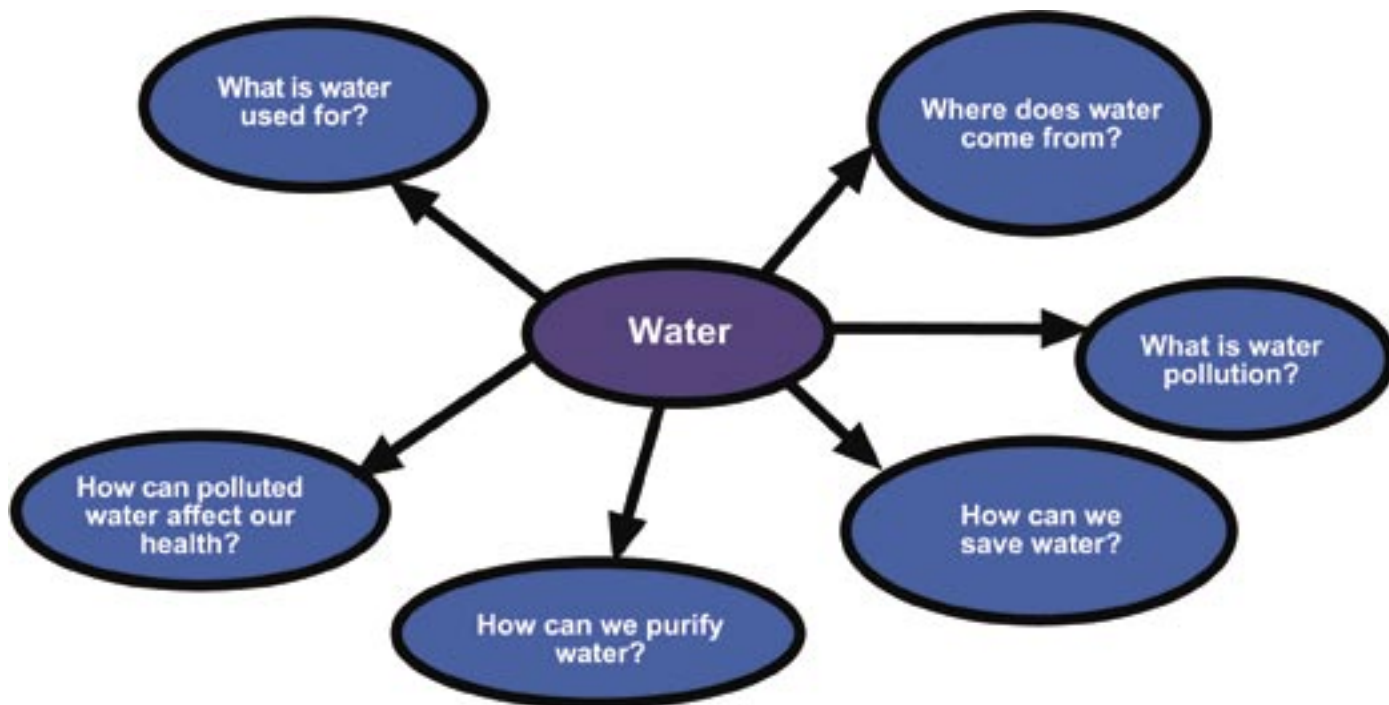 What is water
used for?
Where does water
come from?
Water
What is water
pollution?
How can polluted
water affect our
health?
How can we
save water?
How can we purify
water?